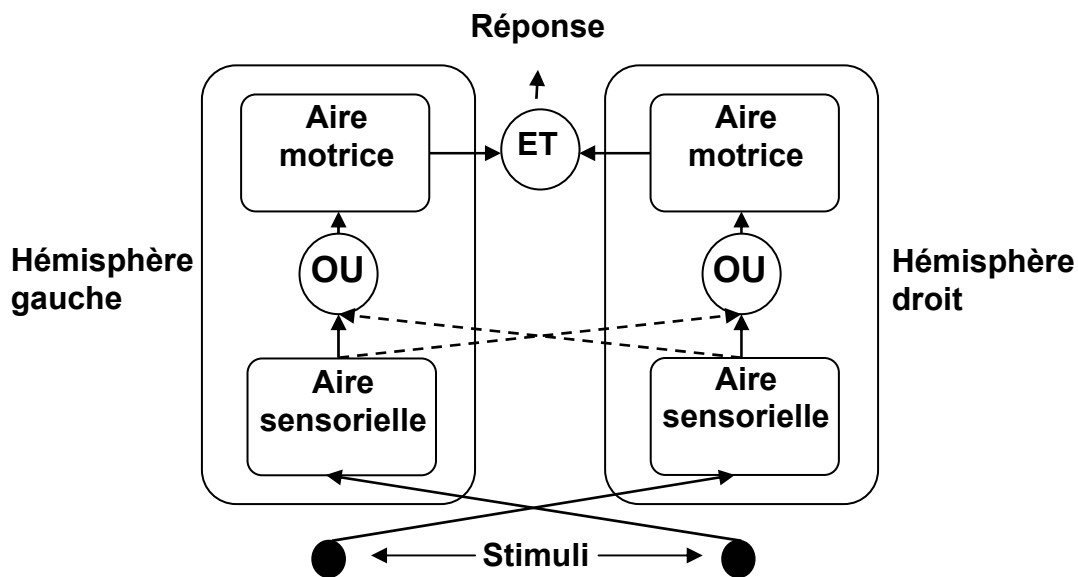 Réponse
Aire
motrice
ET
Aire
motrice
Hémisphère
gauche
OU
OU
Hémisphère
droit
Aire
sensorielle
Aire
sensorielle
Stimuli